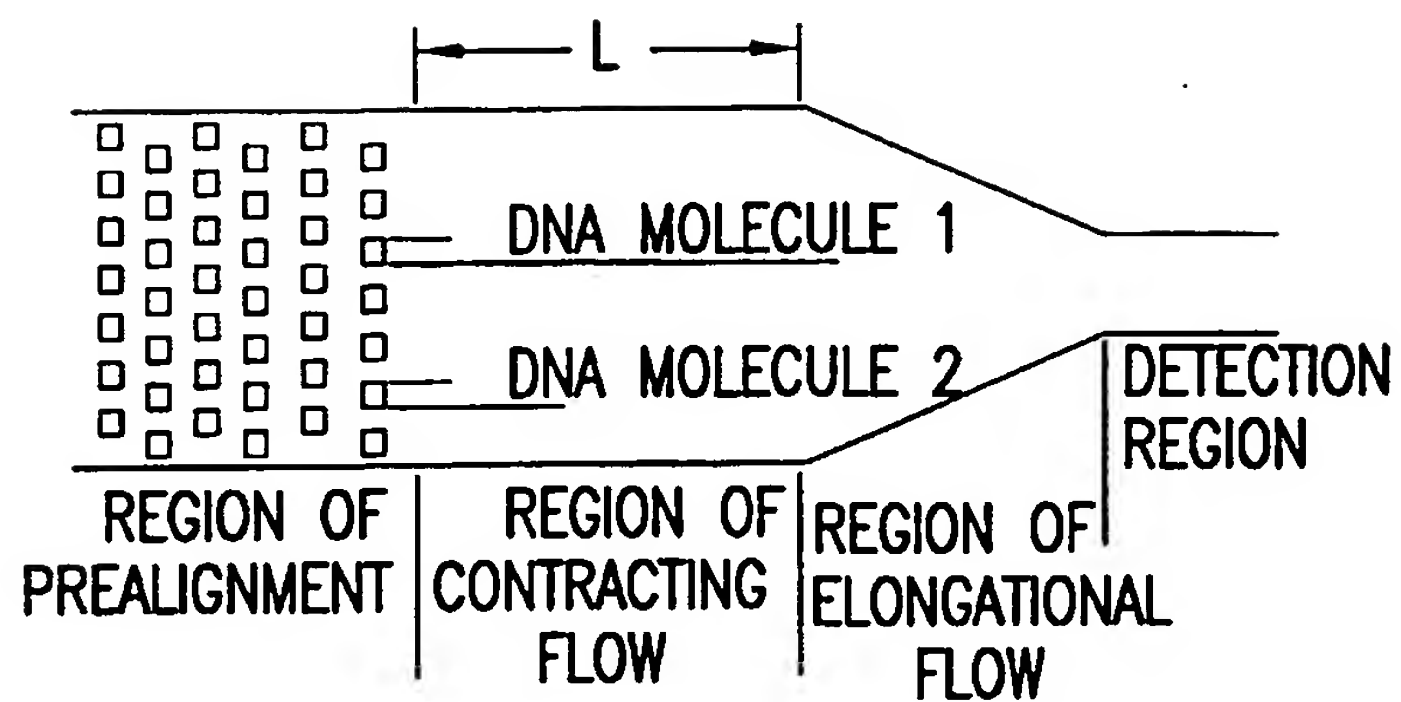 L
DNA MOLECULE 1
DNA MOLECULE 2
DETECTION
REGION
REGION OF
PREALIGNMENT
REGION OF
CONTRACTING
FLOW
REGION OF
ELONGATIONAL
FLOW